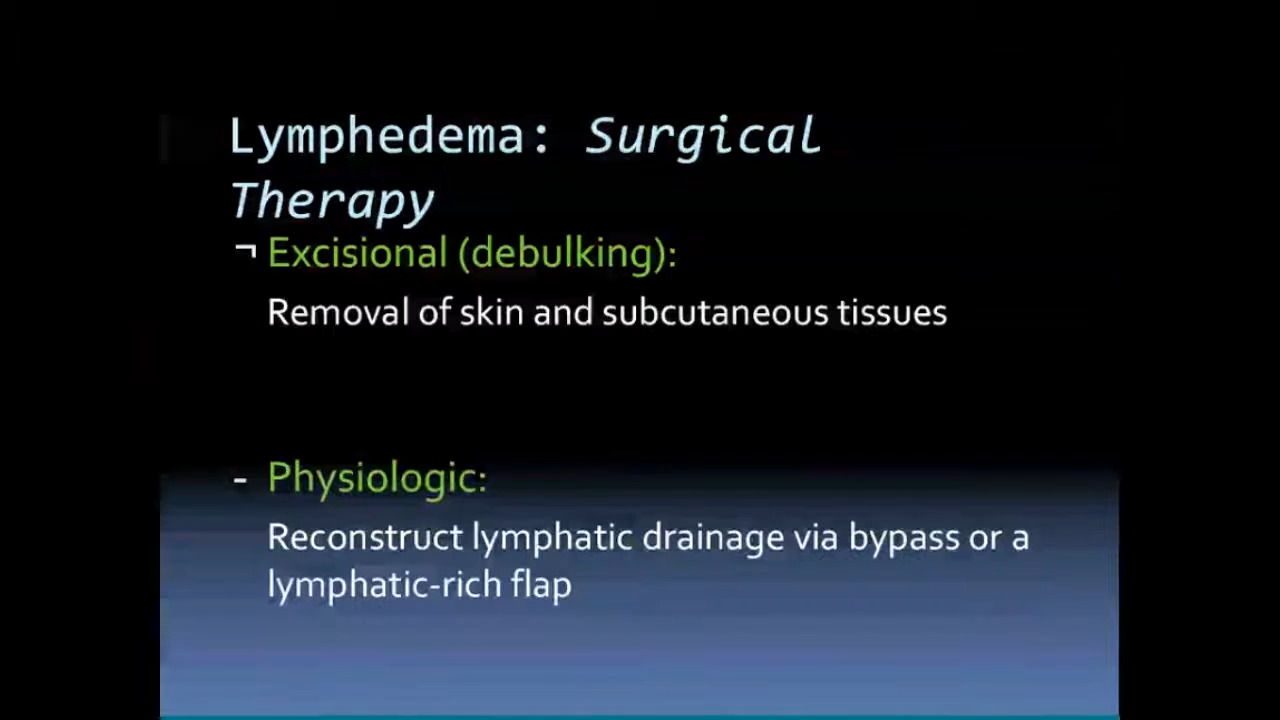 Lymphedema: Surgical
Therapy
¬ Excisional (debulking):
Removal of skin and subcutaneous tissues
- Physiologic:
Reconstruct lymphatic drainage via bypass or a
lymphatic-rich flap